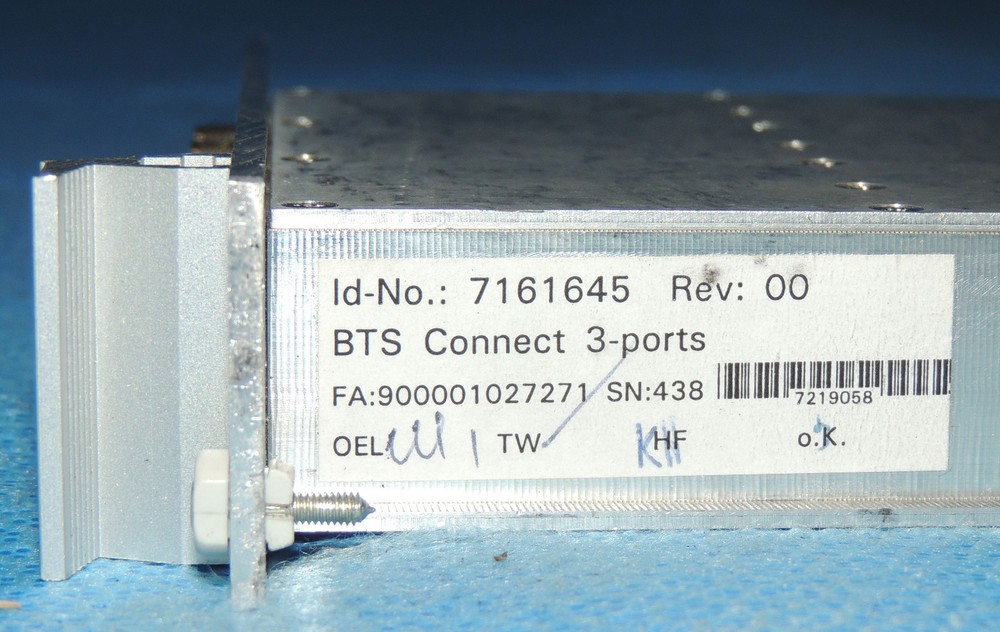 Id-No.: 7161645 Rev: 00
BTS Connect 3-ports
FA:900001027271 SN:438 7219058
OEL TW HF o.K.